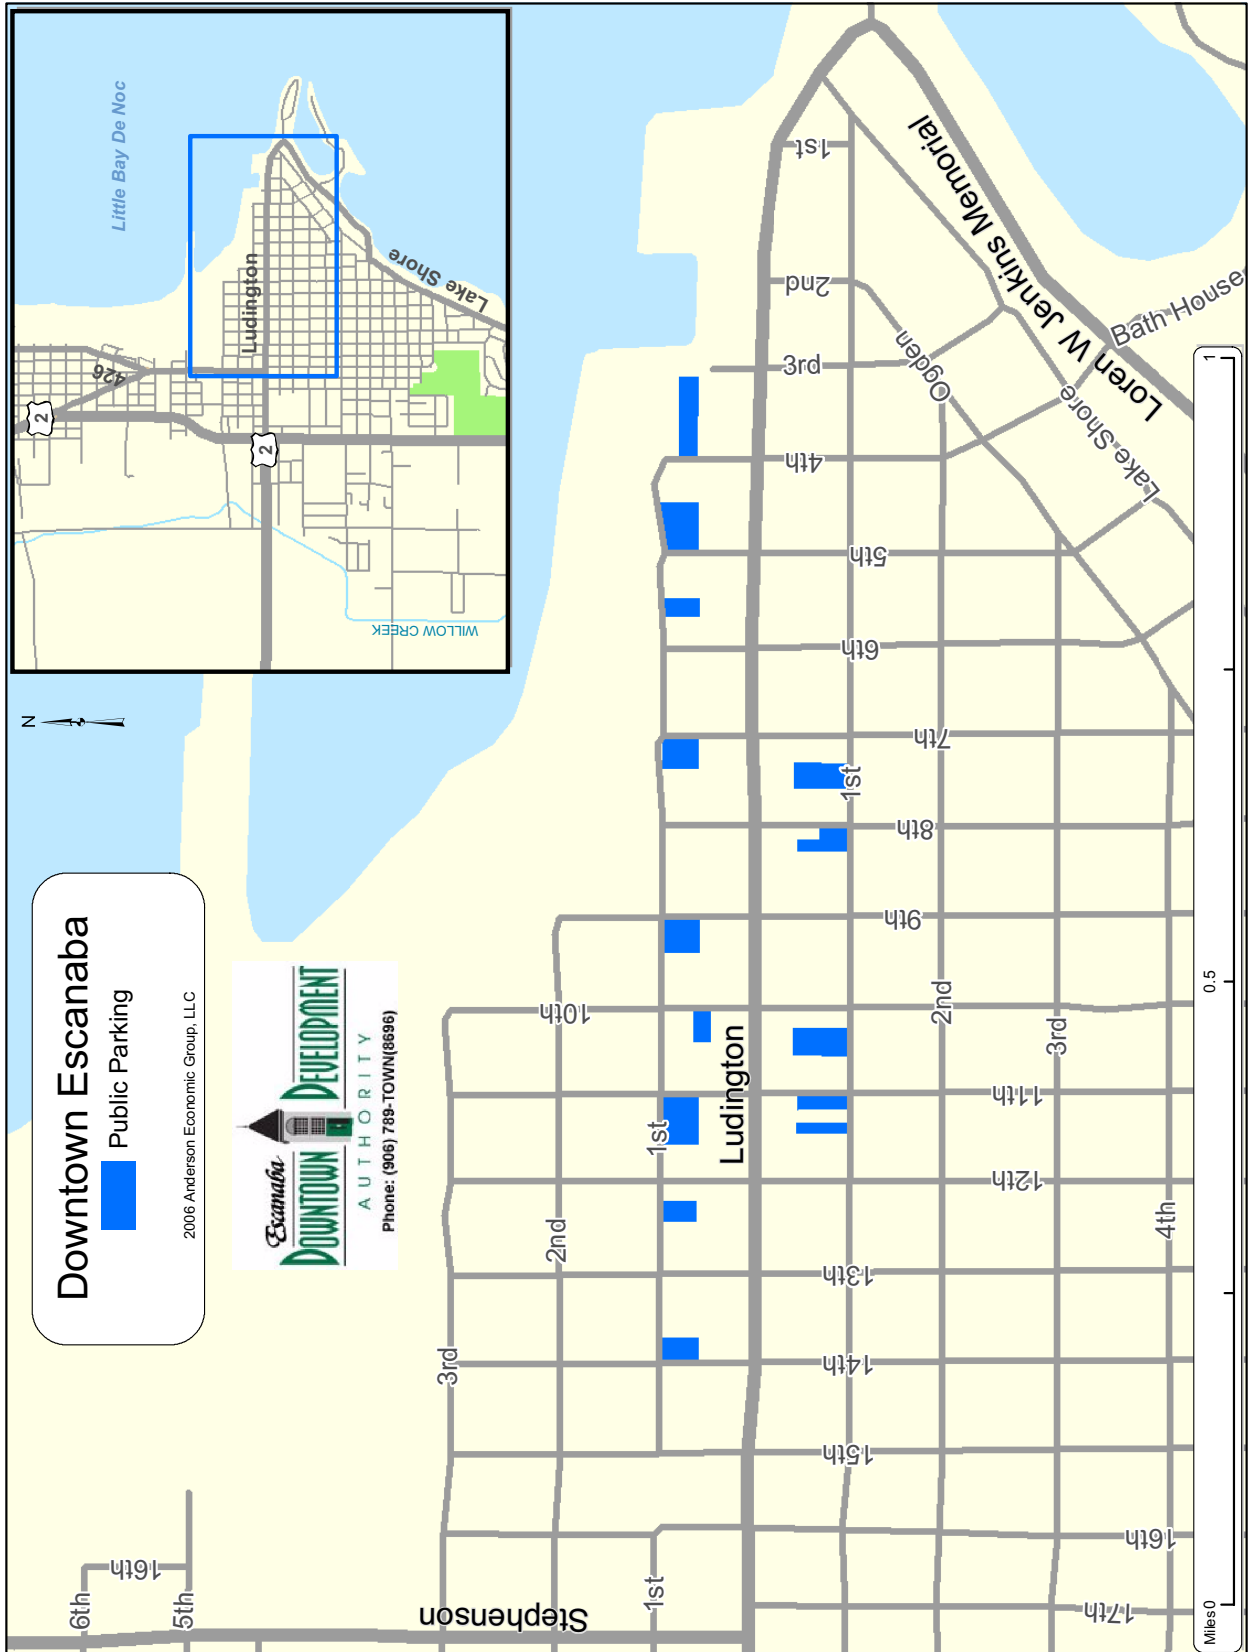 Downtown Escanaba
Public Parking
2006 Anderson Economic Group, LLC
Escanaba
DOWNTOWN DEVELOPMENT
AUTHORITY
Phone: (906) 789-TOWN(8696)
N
Little Bay De Noc
Ludington
Lake Shore
426
2
2
WILLOW CREEK
6th
16th
5th
Stephenson
3rd
2nd
10th
1st
1st
Ludington
1st
2nd
3rd
4th
5th
6th
7th
8th
9th
11th
12th
13th
14th
15th
16th
17th
1st
2nd
3rd
4th
Ogden
Lake Shore
Loren W Jenkins Memorial
Bath House
Miles 0
0.5
1